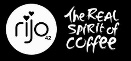 rijo
42
The REAL
SPIRIT of
COFFEE